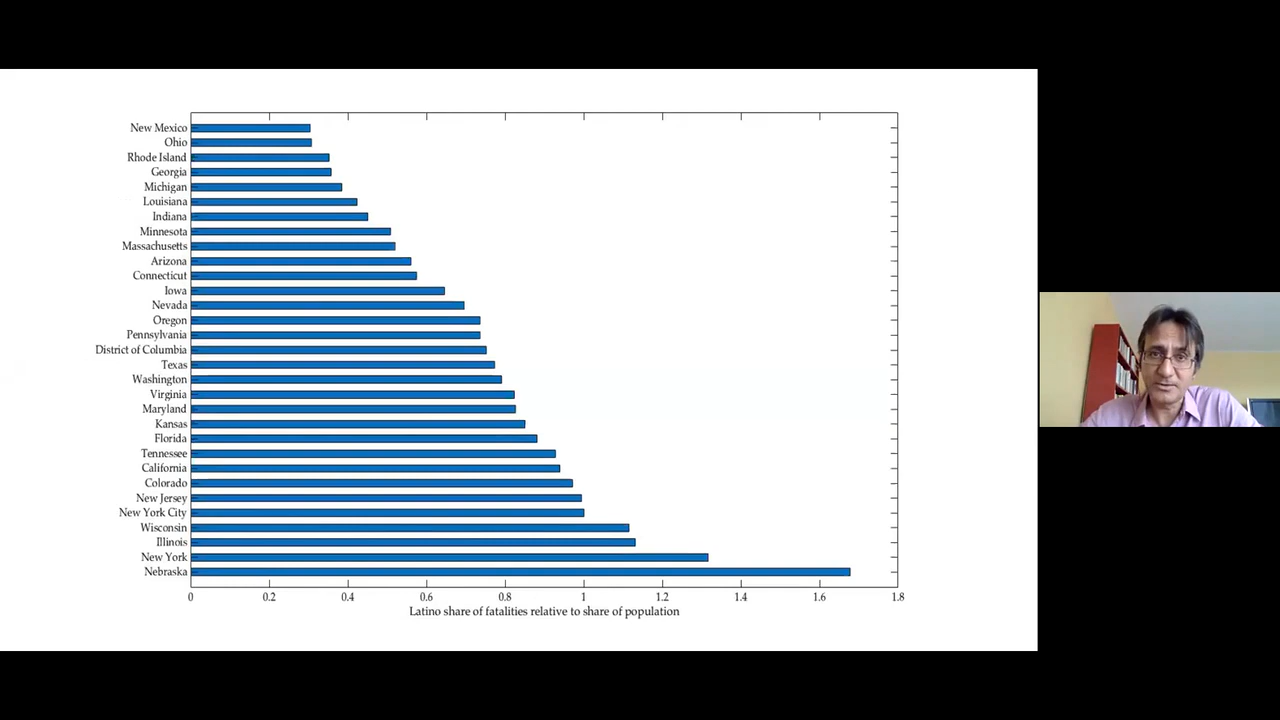 New Mexico
Ohio
Rhode Island
Georgia
Michigan
Louisiana
Indiana
Minnesota
Massachusetts
Arizona
Connecticut
Iowa
Nevada
Oregon
Pennsylvania
District of Columbia
Texas
Washington
Virginia
Maryland
Kansas
Florida
Tennessee
California
Colorado
New Jersey
New York City
Wisconsin
Illinois
New York
Nebraska
0 0.2 0.4 0.6 0.8 1 1.2 1.4 1.6 1.8
Latino share of fatalities relative to share of population